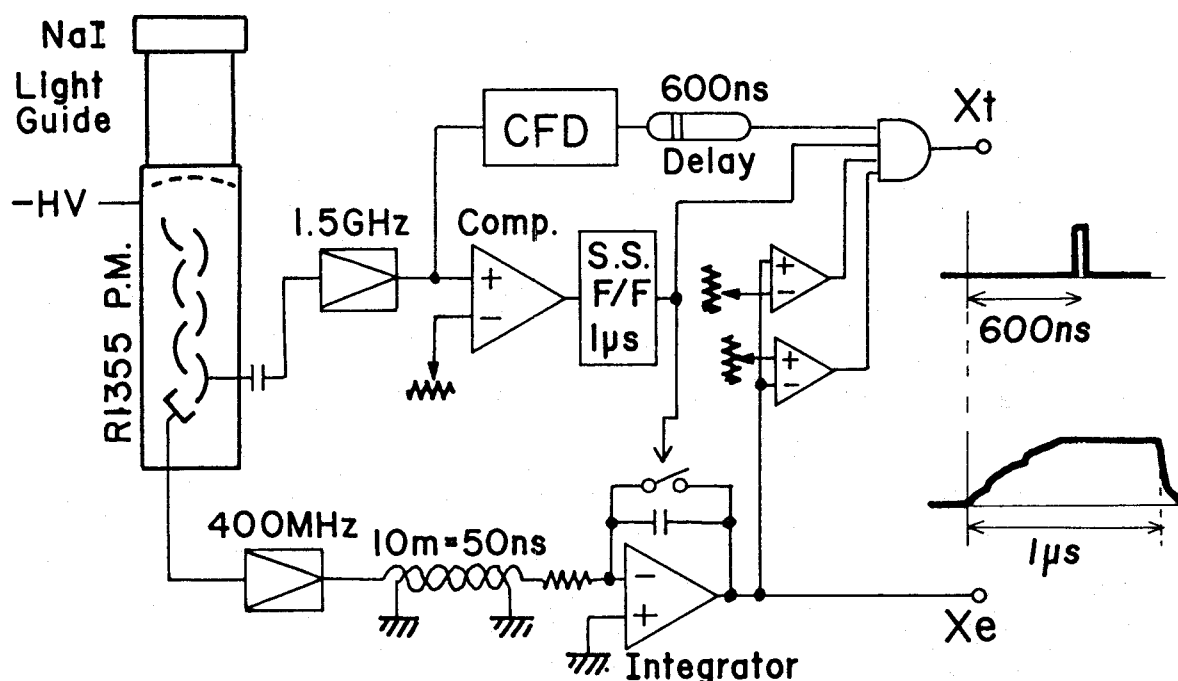 NaI
Light
Guide
-HV
R1355 P.M.
1.5GHz
CFD
600ns
Delay
Xt
Comp.
+
-
S.S.
F/F
1μs
+
-
+
-
600ns
400MHz
10m=50ns
-
+
Integrator
Xe
1μs